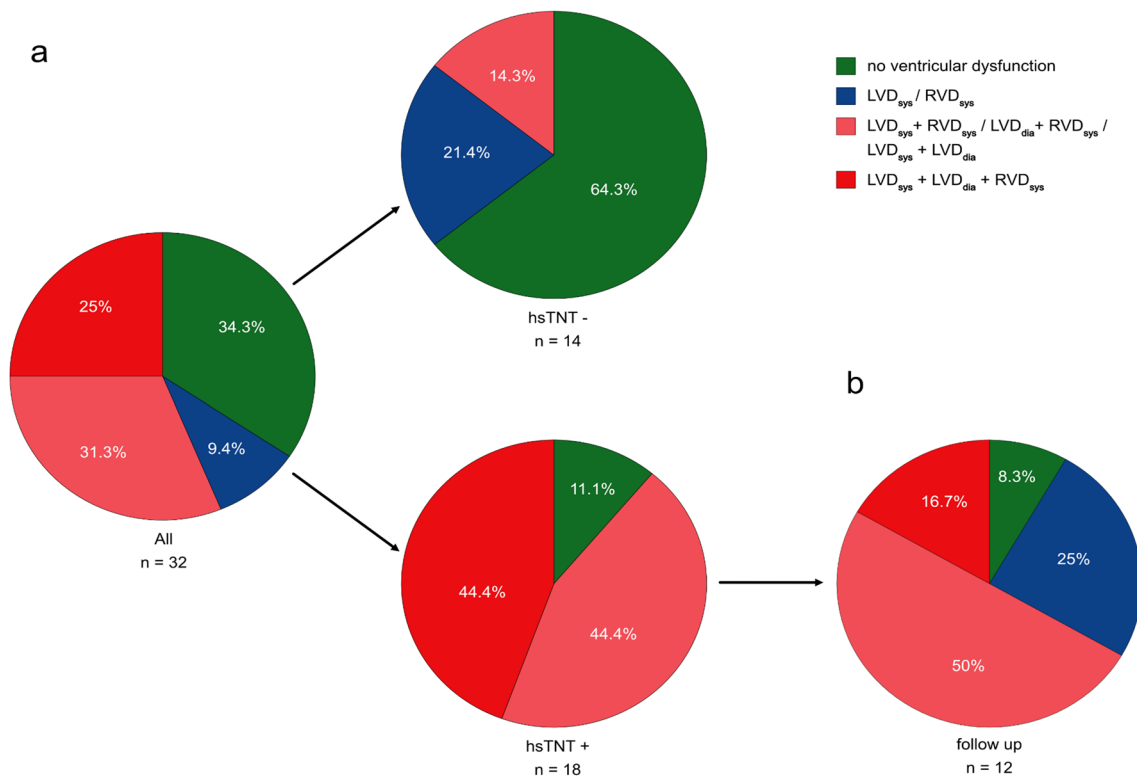 a
14.3%
21.4%
64.3%
hsTNT -
n = 14
no ventricular dysfunction
LVDsys / RVDsys
LVDsys+ RVDsys / LVDdia+ RVDsys /
LVDsys + LVDdia
LVDsys + LVDdia + RVDsys
25%
34.3%
31.3%
9.4%
All
n = 32
11.1%
44.4%
44.4%
hsTNT +
n = 18
b
8.3%
16.7%
25%
50%
follow up
n = 12